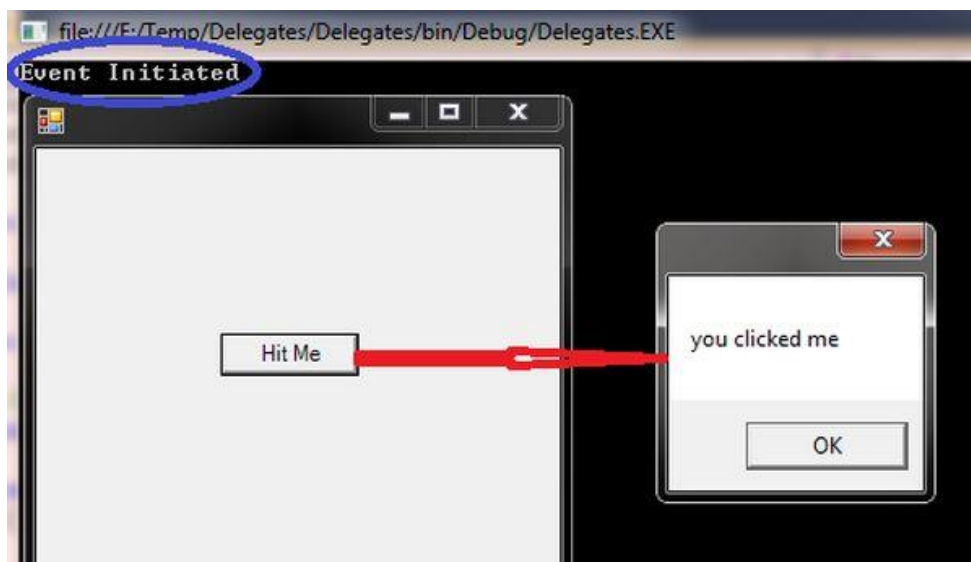 file:///F:/Temp/Delegates/Delegates/bin/Debug/Delegates.EXE
Event Initiated
Hit Me
you clicked me
OK